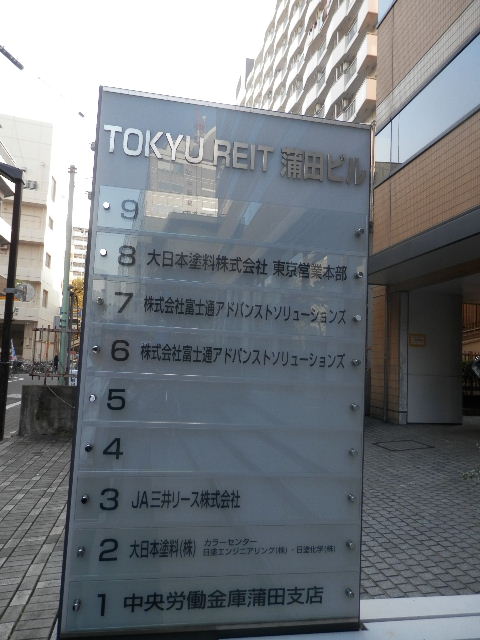 TOKYU REIT 蒲田ビル
9
8 大日本塗料株式会社 東京営業本部
7 株式会社富士通アドバンストソリューションズ
6 株式会社富士通アドバンストソリューションズ
5
4
3 JA三井リース株式会社
2 大日本塗料(株) カラーセンター
日塗エンジニアリング(株)・日塗化学(株)
1 中央労働金庫蒲田支店